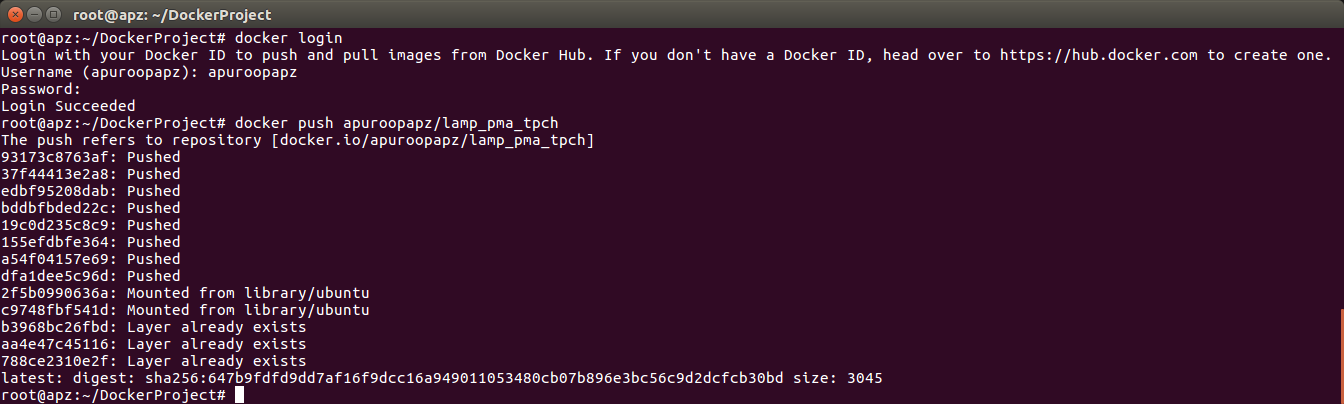 root@apz: ~/DockerProject
root@apz:~/DockerProject# docker login
Login with your Docker ID to push and pull images from Docker Hub. If you don't have a Docker ID, head over to https://hub.docker.com to create one.
Username (apuroopapz): apuroopapz
Password:
Login Succeeded
root@apz:~/DockerProject# docker push apuroopapz/lamp_pma_tpch
The push refers to repository [docker.io/apuroopapz/lamp_pma_tpch]
93173c8763af: Pushed
37f44413e2a8: Pushed
edbf95208dab: Pushed
bddbfbded22c: Pushed
19c0d235c8c9: Pushed
155efdbfe364: Pushed
a54f04157e69: Pushed
dfa1dee5c96d: Pushed
2f5b0990636a: Mounted from library/ubuntu
c9748fbf541d: Mounted from library/ubuntu
b3968bc26fbd: Layer already exists
aa4e47c45116: Layer already exists
788ce2310e2f: Layer already exists
latest: digest: sha256:647b9fdfd9dd7af16f9dcc16a949011053480cb07b896e3bc56c9d2dcfcb30bd size: 3045
root@apz:~/DockerProject#